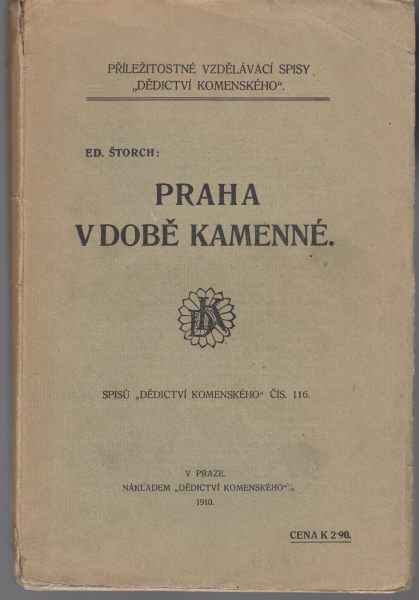 PŘÍLEŽITOSTNÉ VZDĚLÁVACÍ SPISY
„DĚDICTVÍ KOMENSKÉHO“.
ED. ŠTORCH:
PRAHA
V DOBĚ KAMENNÉ.
DK
SPISŮ „DĚDICTVÍ KOMENSKÉHO“ ČÍS. 116.
V PRAZE.
NÁKLADEM „DĚDICTVÍ KOMENSKÉHO“.
1910.
CENA K 2·90.